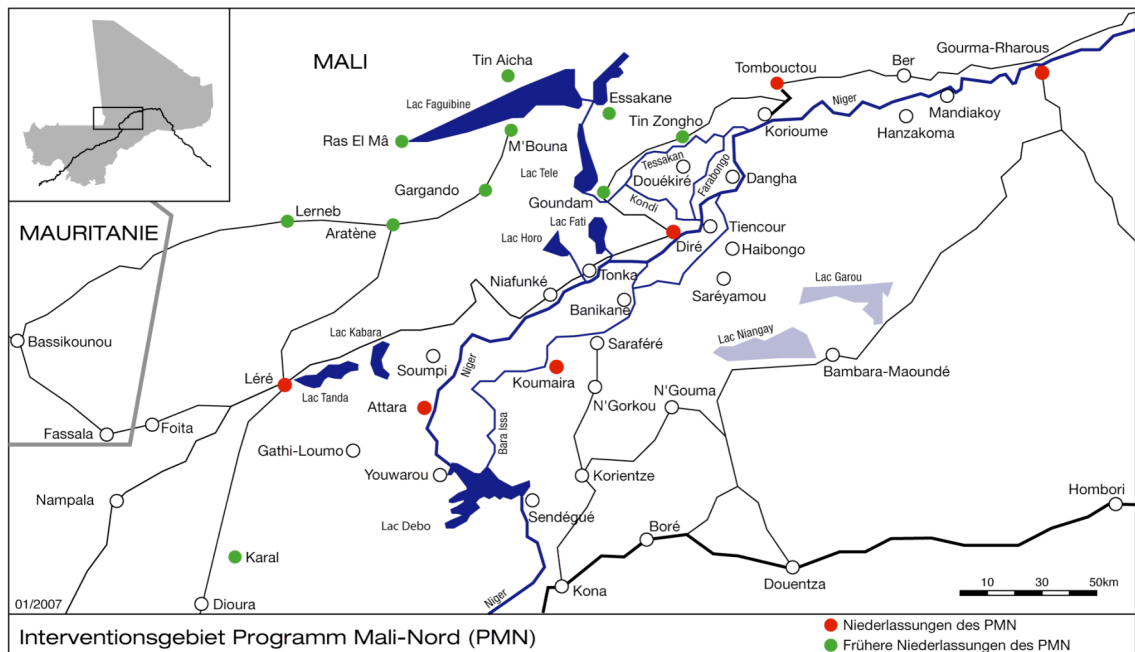 MALI
Tin Aicha
Lac Faguibine
Essakane
Tombouctou
Ber
Gourma-Rharous
Niger
Mandiakoy
Hanzakoma
Korioume
Tin Zongho
Ras El Mâ
M'Bouna
Lac Tele
Tessakan
Douékiré
Farabongo
Dangha
Gargando
Goundam
Kondi
Lerneb
Aratène
MAURITANIE
Lac Fati
Lac Horo
Diré
Tiencour
Haibongo
Tonka
Niafunké
Banikane
Saréyamou
Lac Garou
Lac Niangay
Bassikounou
Lac Kabara
Soumpi
Niger
Saraféré
Bambara-Maoundé
Léré
Lac Tanda
Koumaira
Attara
N'Gorkou
N'Gouma
Bara Issa
Fassala
Foita
Gathi-Loumo
Youwarou
Korientze
Nampala
Lac Debo
Sendégué
Hombori
Boré
Karal
Douentza
Kona
Niger
Dioura
01/2007
10 30 50km
Interventionsgebiet Programm Mali-Nord (PMN)
Niederlassungen des PMN
Frühere Niederlassungen des PMN